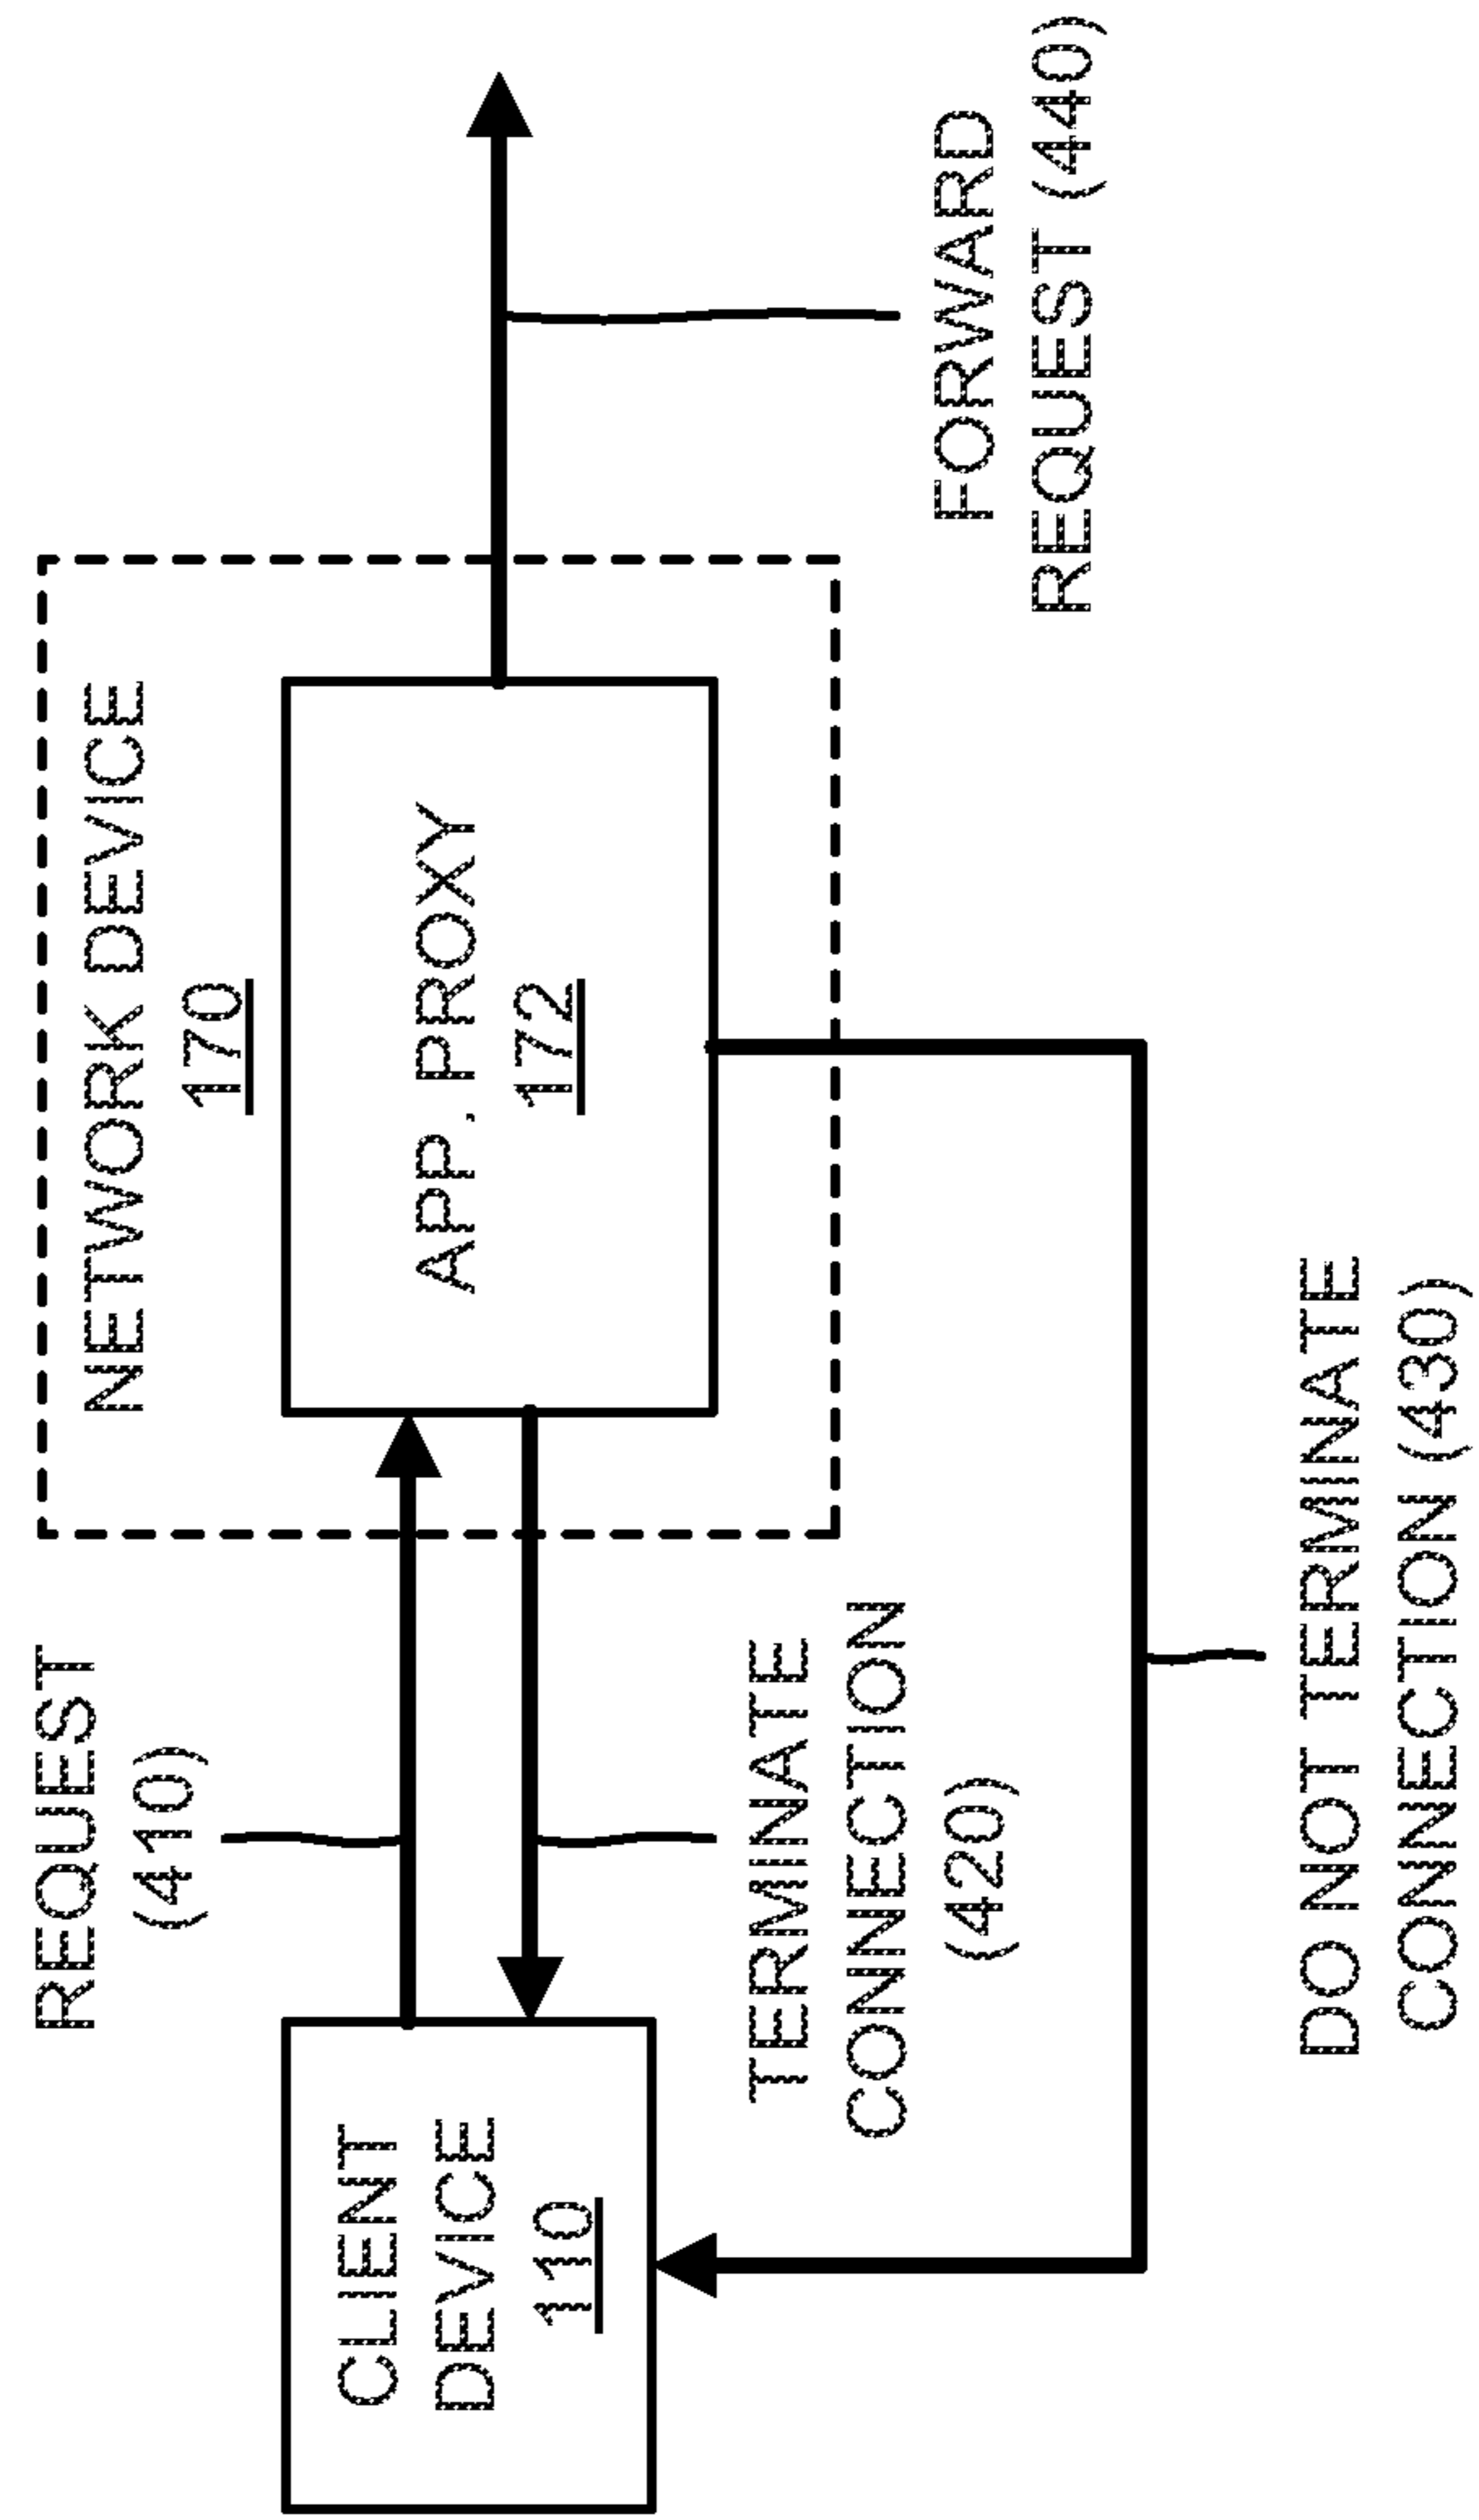 REQUEST
(410)
NETWORK DEVICE
170
CLIENT
DEVICE
110
APP. PROXY
172
TERMINATE
CONNECTION
(420)
FORWARD
REQUEST (440)
DO NOT TERMINATE
CONNECTION (430)